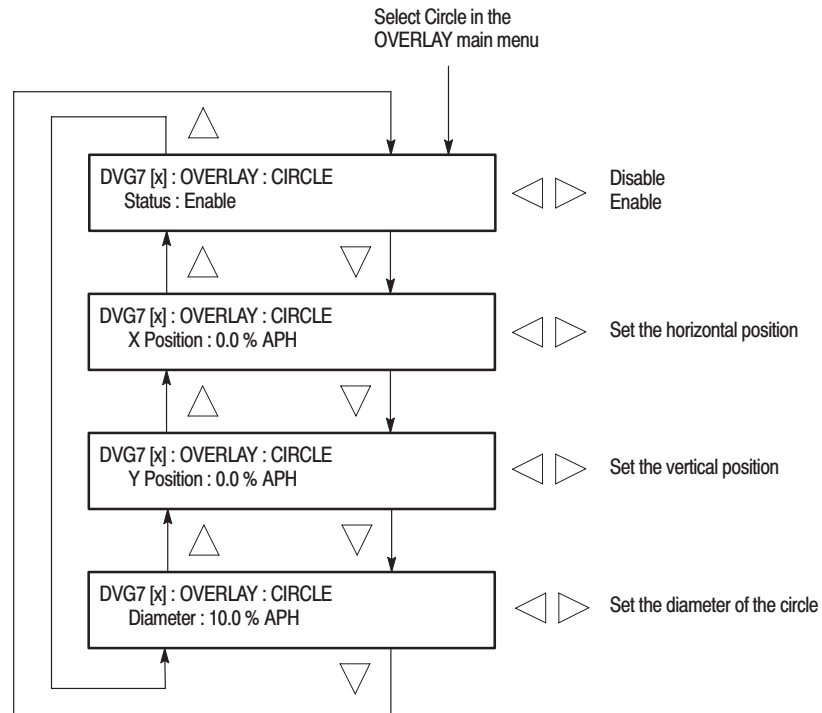 Select Circle in the
OVERLAY main menu
DVG7 [x] : OVERLAY : CIRCLE
Status : Enable
Disable
Enable
DVG7 [x] : OVERLAY : CIRCLE
X Position : 0.0 % APH
Set the horizontal position
DVG7 [x] : OVERLAY : CIRCLE
Y Position : 0.0 % APH
Set the vertical position
DVG7 [x] : OVERLAY : CIRCLE
Diameter : 10.0 % APH
Set the diameter of the circle